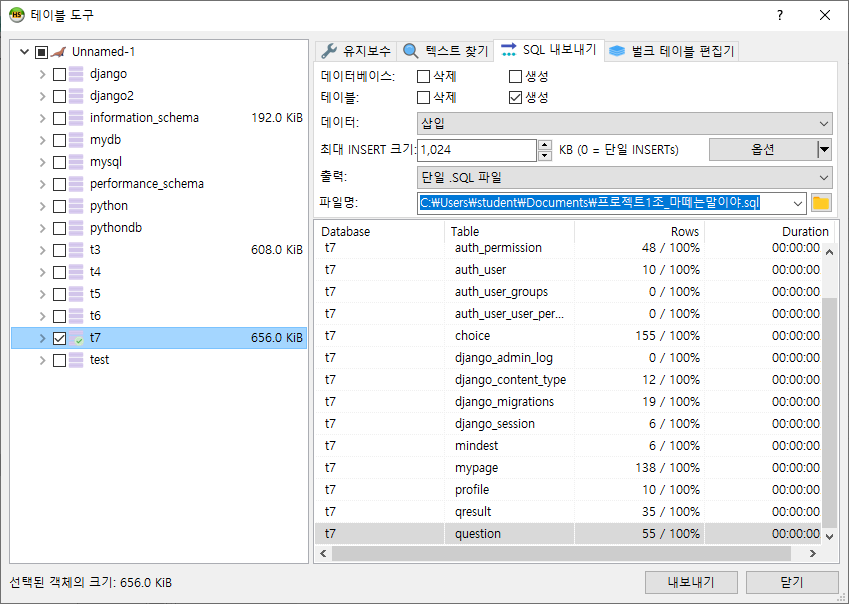 테이블 도구
Unnamed-1
django
django2
information_schema 192.0 KiB
mydb
mysql
performance_schema
python
pythondb
t3 608.0 KiB
t4
t5
t6
t7 656.0 KiB
test
유지보수 텍스트 찾기 SQL 내보내기 벌크 테이블 편집기
데이터베이스: 삭제 생성
테이블: 삭제 생성
데이터: 삽입
최대 INSERT 크기: 1,024 KB (0 = 단일 INSERTs) 옵션
출력: 단일 .SQL 파일
파일명: C:₩Users₩student₩Documents₩프로젝트1조_마떼는말이야.sql
Database Table Rows Duration
t7 auth_permission 48 / 100% 00:00:00
t7 auth_user 10 / 100% 00:00:00
t7 auth_user_groups 0 / 100% 00:00:00
t7 auth_user_user_per... 0 / 100% 00:00:00
t7 choice 155 / 100% 00:00:00
t7 django_admin_log 0 / 100% 00:00:00
t7 django_content_type 12 / 100% 00:00:00
t7 django_migrations 19 / 100% 00:00:00
t7 django_session 6 / 100% 00:00:00
t7 mindest 6 / 100% 00:00:00
t7 mypage 138 / 100% 00:00:00
t7 profile 10 / 100% 00:00:00
t7 qresult 35 / 100% 00:00:00
t7 question 55 / 100% 00:00:00
선택된 객체의 크기: 656.0 KiB 내보내기 닫기